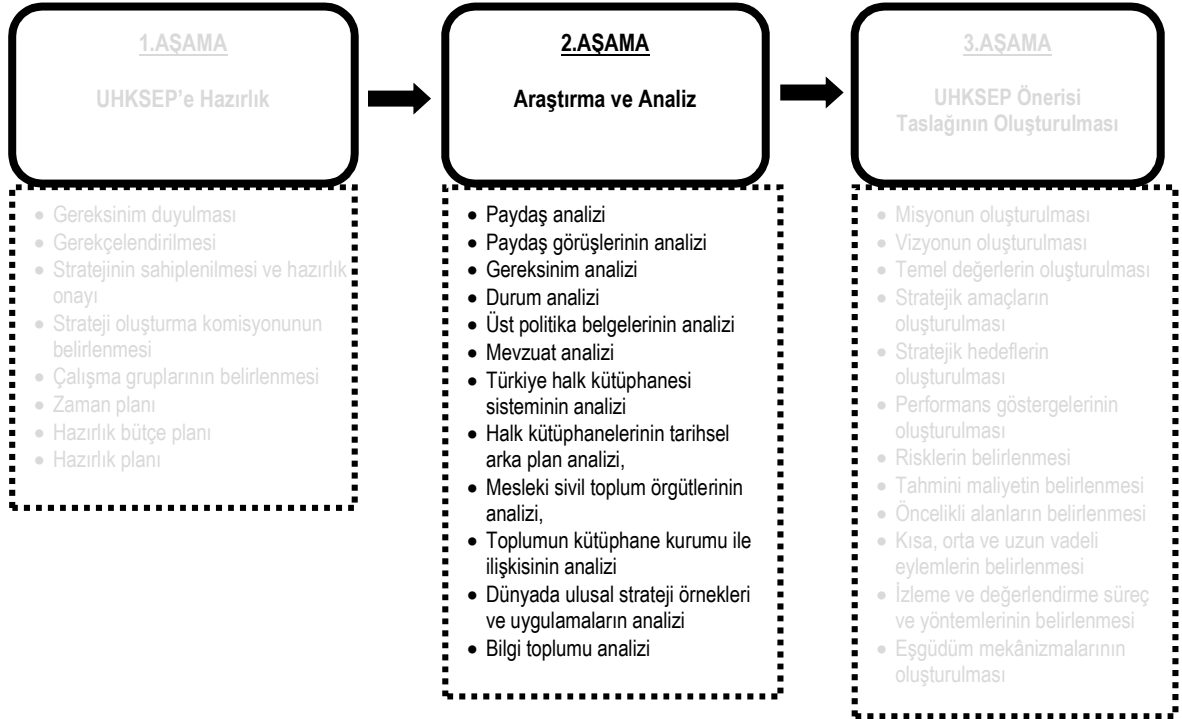 1.AŞAMA
UHKSEP’e Hazırlık
• Gereksinim duyulması
• Gerekçelendirilmesi
• Stratejinin sahiplenilmesi ve hazırlık
onayı
• Strateji oluşturma komisyonunun
belirlenmesi
• Çalışma gruplarının belirlenmesi
• Zaman planı
• Hazırlık bütçe planı
• Hazırlık planı
2.AŞAMA
Araştırma ve Analiz
• Paydaş analizi
• Paydaş görüşlerinin analizi
• Gereksinim analizi
• Durum analizi
• Üst politika belgelerinin analizi
• Mevzuat analizi
• Türkiye halk kütüphanesi
sisteminin analizi
• Halk kütüphanelerinin tarihsel
arka plan analizi,
• Mesleki sivil toplum örgütlerinin
analizi,
• Toplumun kütüphane kurumu ile
ilişkisinin analizi
• Dünyada ulusal strateji örnekleri
ve uygulamaların analizi
• Bilgi toplumu analizi
3.AŞAMA
UHKSEP Önerisi
Taslağının Oluşturulması
• Misyonun oluşturulması
• Vizyonun oluşturulması
• Temel değerlerin oluşturulması
• Stratejik amaçların
oluşturulması
• Stratejik hedeflerin
oluşturulması
• Performans göstergelerinin
oluşturulması
• Risklerin belirlenmesi
• Tahmini maliyetin belirlenmesi
• Öncelikli alanların belirlenmesi
• Kısa, orta ve uzun vadeli
eylemlerin belirlenmesi
• İzleme ve değerlendirme süreç
ve yöntemlerinin belirlenmesi
• Eşgüdüm mekânizmalarının
oluşturulması